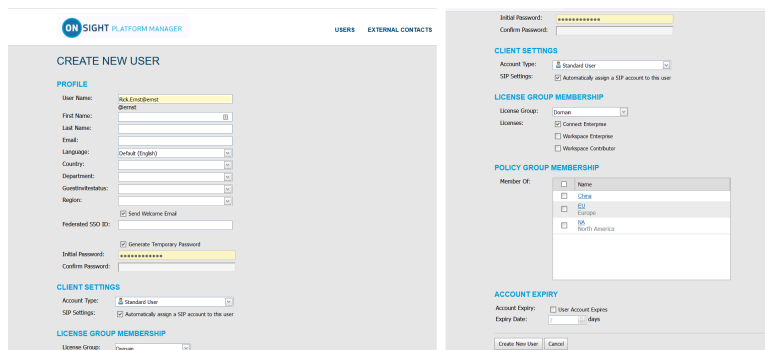 ONSIGHT PLATFORM MANAGER
USERS EXTERNAL CONTACTS
CREATE NEW USER
PROFILE
User Name: Rick.Ernst@ernst
@ernst
First Name:
Last Name:
Email:
Language: Default (English)
Country:
Department:
Guestinvitestatus:
Region:
Send Welcome Email
Federated SSO ID:
Generate Temporary Password
Initial Password: ●●●●●●●●●●●●
Confirm Password:
CLIENT SETTINGS
Account Type: Standard User
SIP Settings: Automatically assign a SIP account to this user
LICENSE GROUP MEMBERSHIP
License Group: Domain
Initial Password: ●●●●●●●●●●●●
Confirm Password:
CLIENT SETTINGS
Account Type: Standard User
SIP Settings: Automatically assign a SIP account to this user
LICENSE GROUP MEMBERSHIP
License Group: Domain
Licenses: Connect Enterprise
Workspace Enterprise
Workspace Contributor
POLICY GROUP MEMBERSHIP
Member Of: Name
China
EU
Europe
NA
North America
ACCOUNT EXPIRY
Account Expiry: User Account Expires
Expiry Date: 7 days
Create New User Cancel